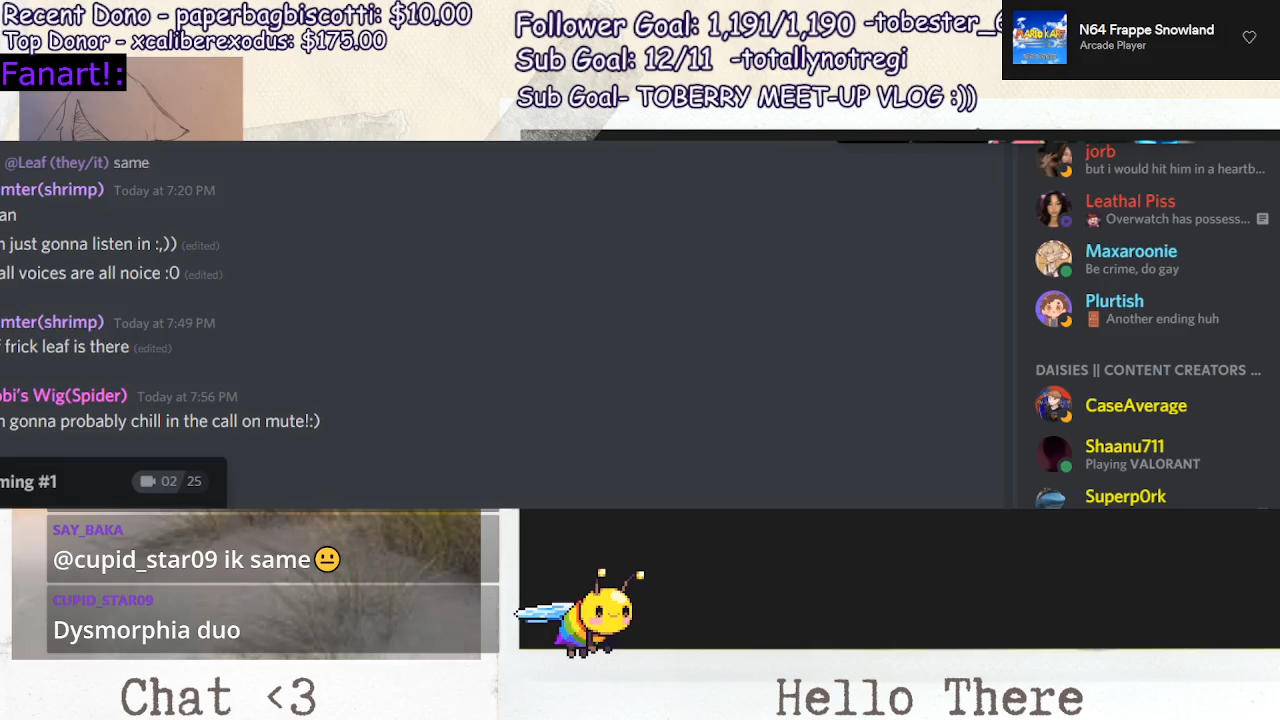 Recent Dono - paperbagbiscotti: $10.00
Top Donor - xcaliberexodus: $175.00
Fanart!:
Follower Goal: 1,191/1,190 -tobester_6
Sub Goal: 12/11 -totallynotregi
Sub Goal- TOBERRY MEET-UP VLOG :))
N64 Frappe Snowland
Arcade Player
@Leaf (they/it) same
mter(shrimp) Today at 7:20 PM
an
n just gonna listen in :,)) (edited)
all voices are all noice :0 (edited)
mter(shrimp) Today at 7:49 PM
f frick leaf is there (edited)
obi's Wig(Spider) Today at 7:56 PM
n gonna probably chill in the call on mute!:)
ming #1 02 25
jorb
but i would hit him in a heartb...
Leathal Piss
Overwatch has possess...
Maxaroonie
Be crime, do gay
Plurtish
Another ending huh
DAISIES || CONTENT CREATORS ...
CaseAverage
Shaanu711
Playing VALORANT
Superp0rk
SAY_BAKA
@cupid_star09 ik same😐
CUPID_STAR09
Dysmorphia duo
Chat <3
Hello There